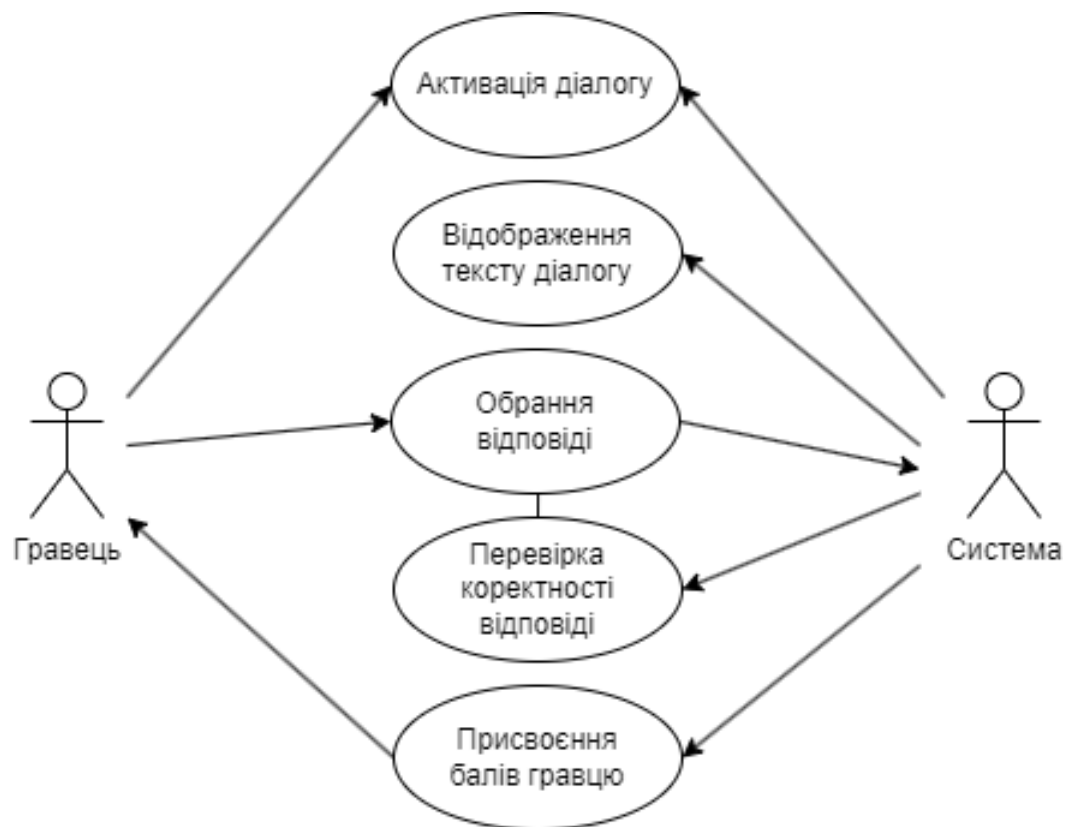 Активація діалогу
Відображення
тексту діалогу
Обрання
відповіді
Гравець
Система
Перевірка
коректності
відповіді
Присвоєння
балів гравцю